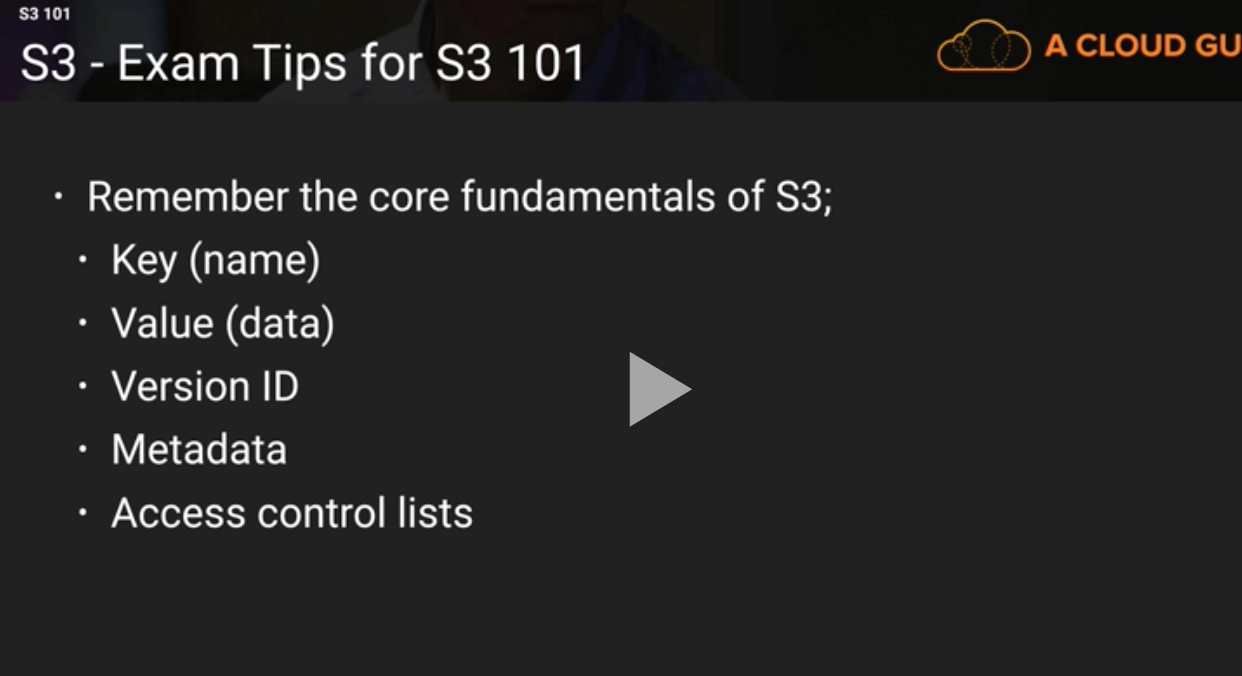 S3 101
S3 - Exam Tips for S3 101
A CLOUD GU
• Remember the core fundamentals of S3;
• Key (name)
• Value (data)
• Version ID
• Metadata
• Access control lists